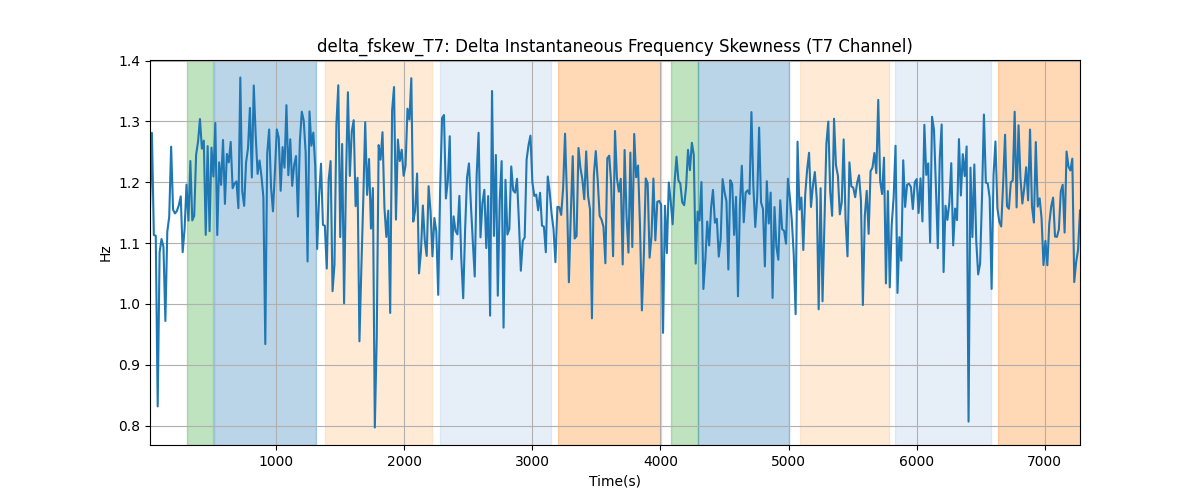 delta_fskew_T7: Delta Instantaneous Frequency Skewness (T7 Channel)
1.4
1.3
1.2
1.1
1.0
0.9
0.8
Hz
1000 2000 3000 4000 5000 6000 7000
Time(s)